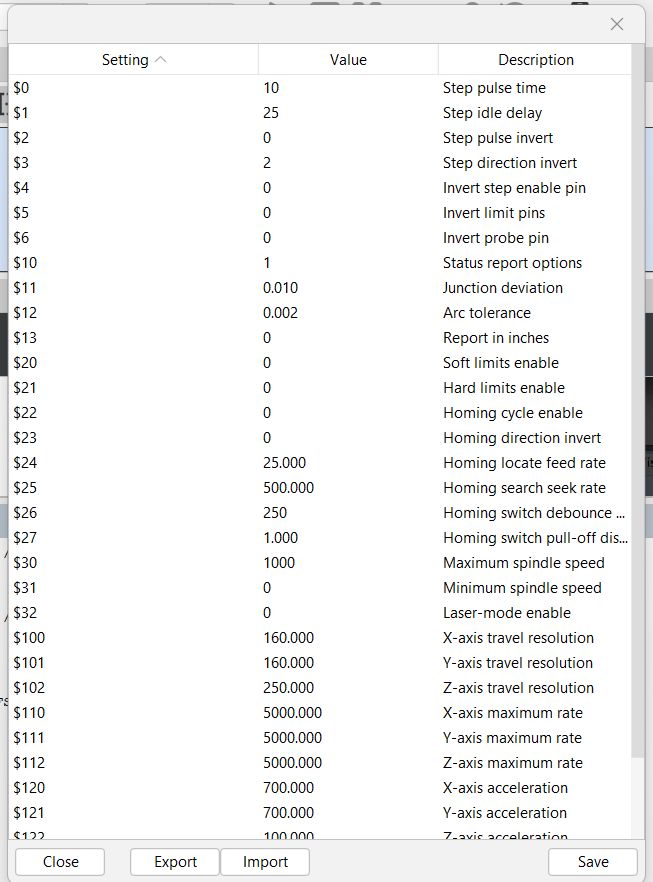 Setting Value Description
$0 10 Step pulse time
$1 25 Step idle delay
$2 0 Step pulse invert
$3 2 Step direction invert
$4 0 Invert step enable pin
$5 0 Invert limit pins
$6 0 Invert probe pin
$10 1 Status report options
$11 0.010 Junction deviation
$12 0.002 Arc tolerance
$13 0 Report in inches
$20 0 Soft limits enable
$21 0 Hard limits enable
$22 0 Homing cycle enable
$23 0 Homing direction invert
$24 25.000 Homing locate feed rate
$25 500.000 Homing search seek rate
$26 250 Homing switch debounce ...
$27 1.000 Homing switch pull-off dis...
$30 1000 Maximum spindle speed
$31 0 Minimum spindle speed
$32 0 Laser-mode enable
$100 160.000 X-axis travel resolution
$101 160.000 Y-axis travel resolution
$102 250.000 Z-axis travel resolution
$110 5000.000 X-axis maximum rate
$111 5000.000 Y-axis maximum rate
$112 5000.000 Z-axis maximum rate
$120 700.000 X-axis acceleration
$121 700.000 Y-axis acceleration
$122 100.000 Z-axis acceleration
Close Export Import Save